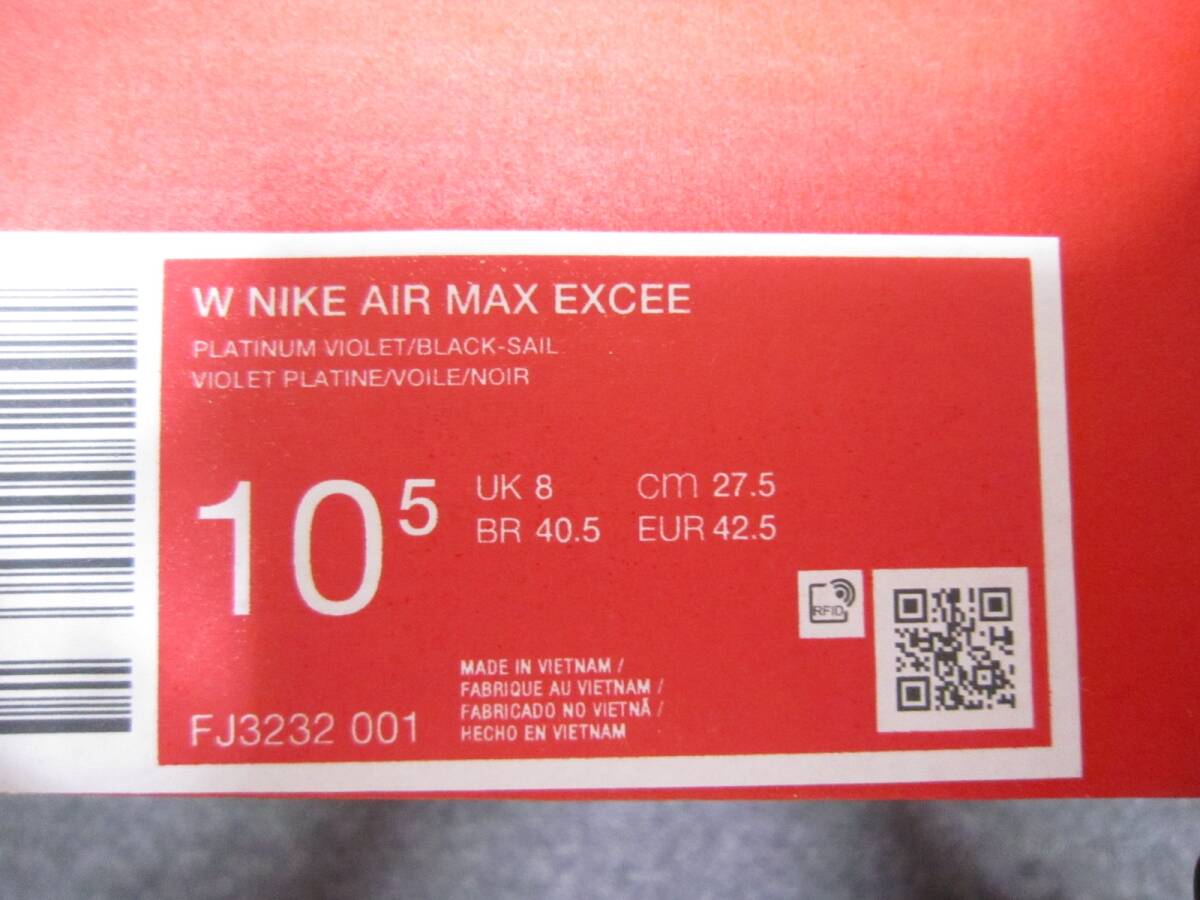 W NIKE AIR MAX EXCEE
PLATINUM VIOLET/BLACK-SAIL
VIOLET PLATINE/VOILE/NOIR
10 5
UK 8 cm 27.5
BR 40.5 EUR 42.5
RFID
MADE IN VIETNAM /
FABRIQUE AU VIETNAM /
FABRICADO NO VIETNÃ /
HECHO EN VIETNAM
FJ3232 001